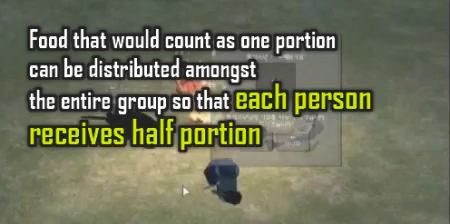 Food that would count as one portion
can be distributed amongst
the entire group so that each person
receives half portion